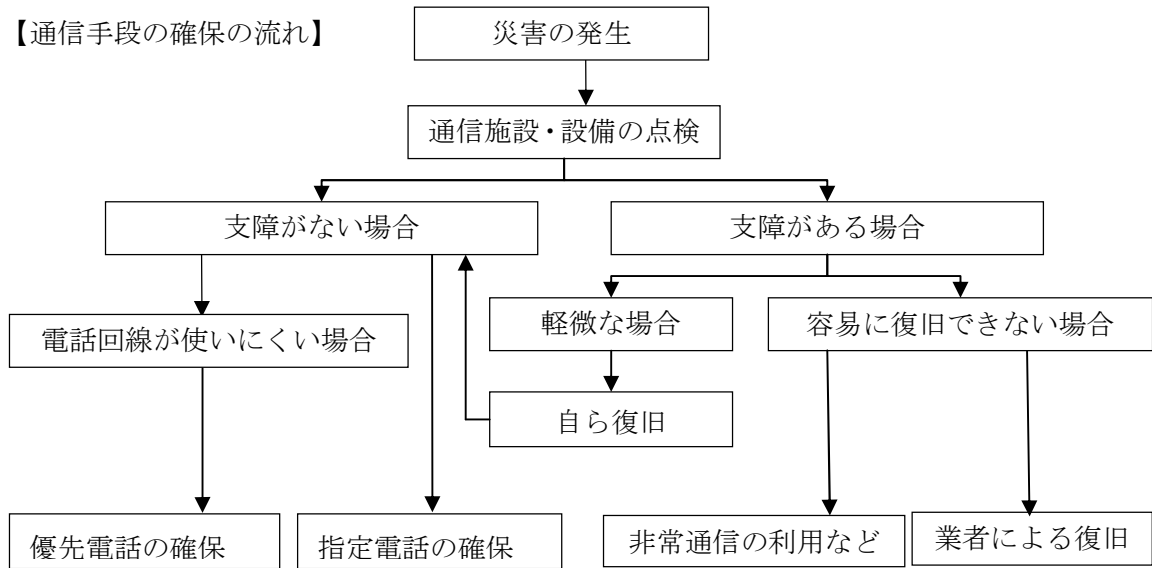 【通信手段の確保の流れ】
災害の発生
通信施設・設備の点検
支障がない場合
支障がある場合
電話回線が使いにくい場合
軽微な場合
容易に復旧できない場合
自ら復旧
優先電話の確保
指定電話の確保
非常通信の利用など
業者による復旧